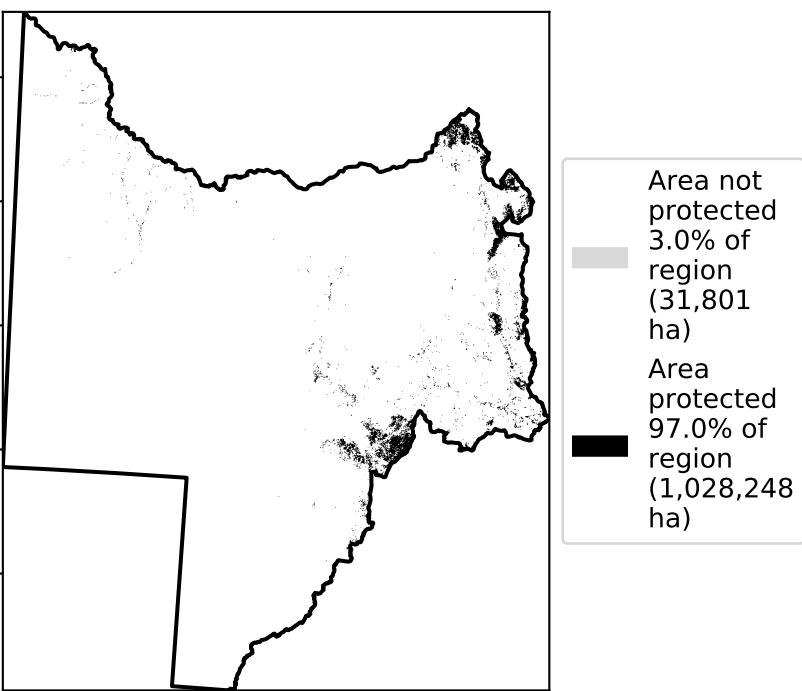 Area not
protected
3.0% of
region
(31,801
ha)
Area
protected
97.0% of
region
(1,028,248
ha)